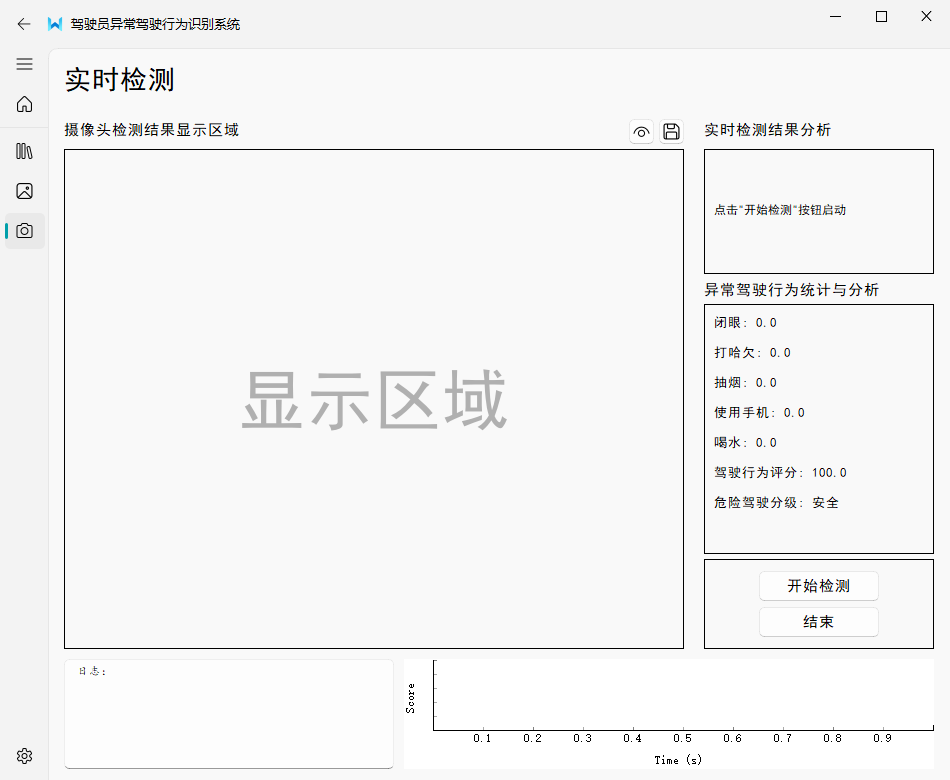 驾驶员异常驾驶行为识别系统
实时检测
摄像头检测结果显示区域
实时检测结果分析
点击"开始检测"按钮启动
显示区域
异常驾驶行为统计与分析
闭眼: 0.0
打哈欠: 0.0
抽烟: 0.0
使用手机: 0.0
喝水: 0.0
驾驶行为评分: 100.0
危险驾驶分级: 安全
开始检测
结束
日志:
Score
0.1 0.2 0.3 0.4 0.5 0.6 0.7 0.8 0.9
Time (s)